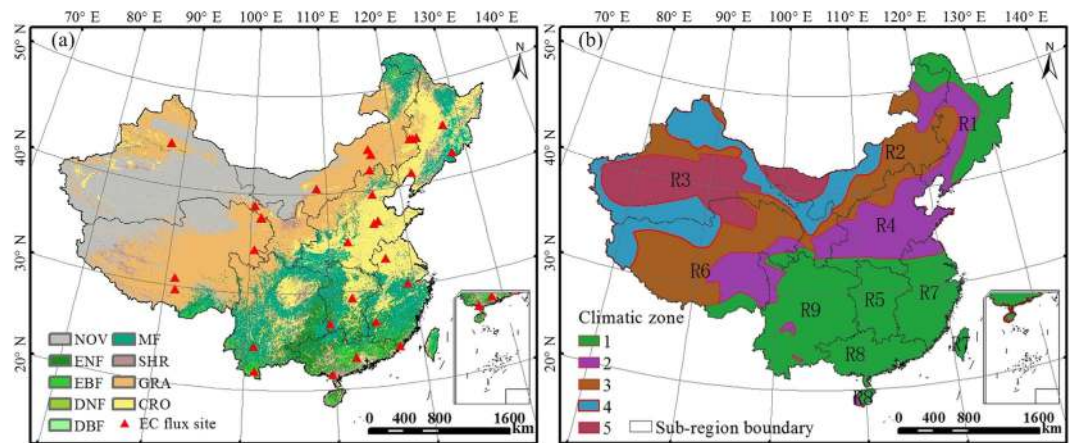 70° E 80° E 90° E 100° E 110° E 120° E 130° E 140° E
(a)
N
50° N
40° N
30° N
20° N
NOV MF
ENF SHR
EBF GRA
DNF CRO
DBF EC flux site
0 400 800 1600
km
70° E 80° E 90° E 100° E 110° E 120° E 130° E 140° E
(b)
N
50° N
40° N
30° N
20° N
R1
R2
R3
R4
R6
R9
R5
R7
R8
Climatic zone
1
2
3
4
5
Sub-region boundary
0 400 800 1600
km